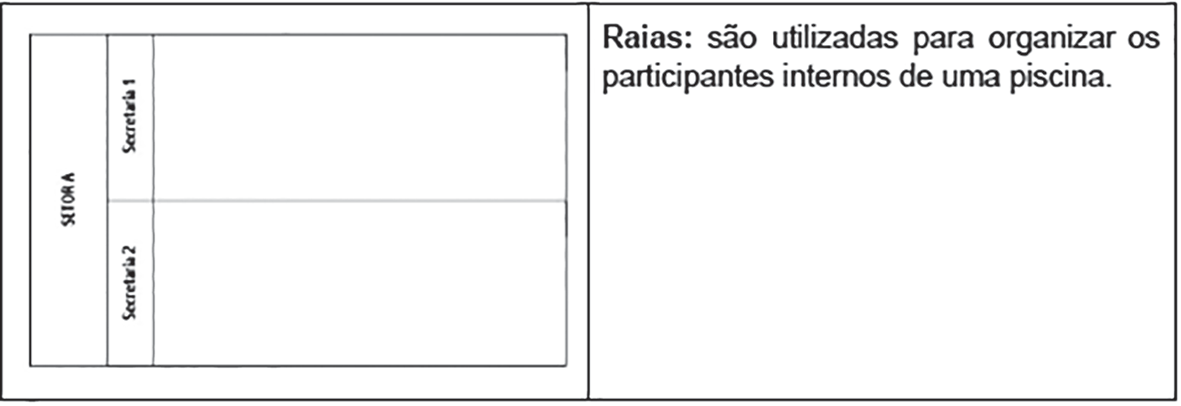 SETOR A
Secretaria 1
Secretaria 2
Raias: são utilizadas para organizar os
participantes internos de uma piscina.